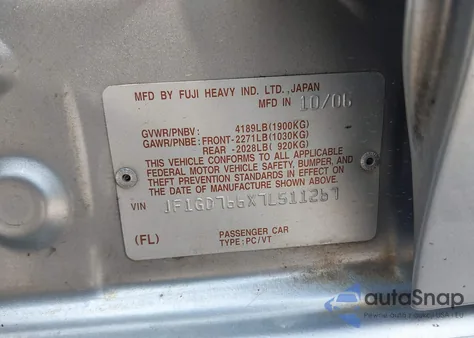 MFD BY FUJI HEAVY IND. LTD.,JAPAN
MFD IN 10/06
GVWR/PNBV: 4189LB(1900KG)
GAWR/PNBE: FRONT-2271LB(1030KG)
REAR -2028LB( 920KG)
THIS VEHICLE CONFORMS TO ALL APPLICABLE
FEDERAL MOTOR VEHICLE SAFETY, BUMPER, AND
THEFT PREVENTION STANDARDS IN EFFECT ON
THE DATE OF MANUFACTURE SHOWN ABOVE.
VIN JF1GD766X7L511267
(FL) PASSENGER CAR
TYPE: PC/VT
autoSnap